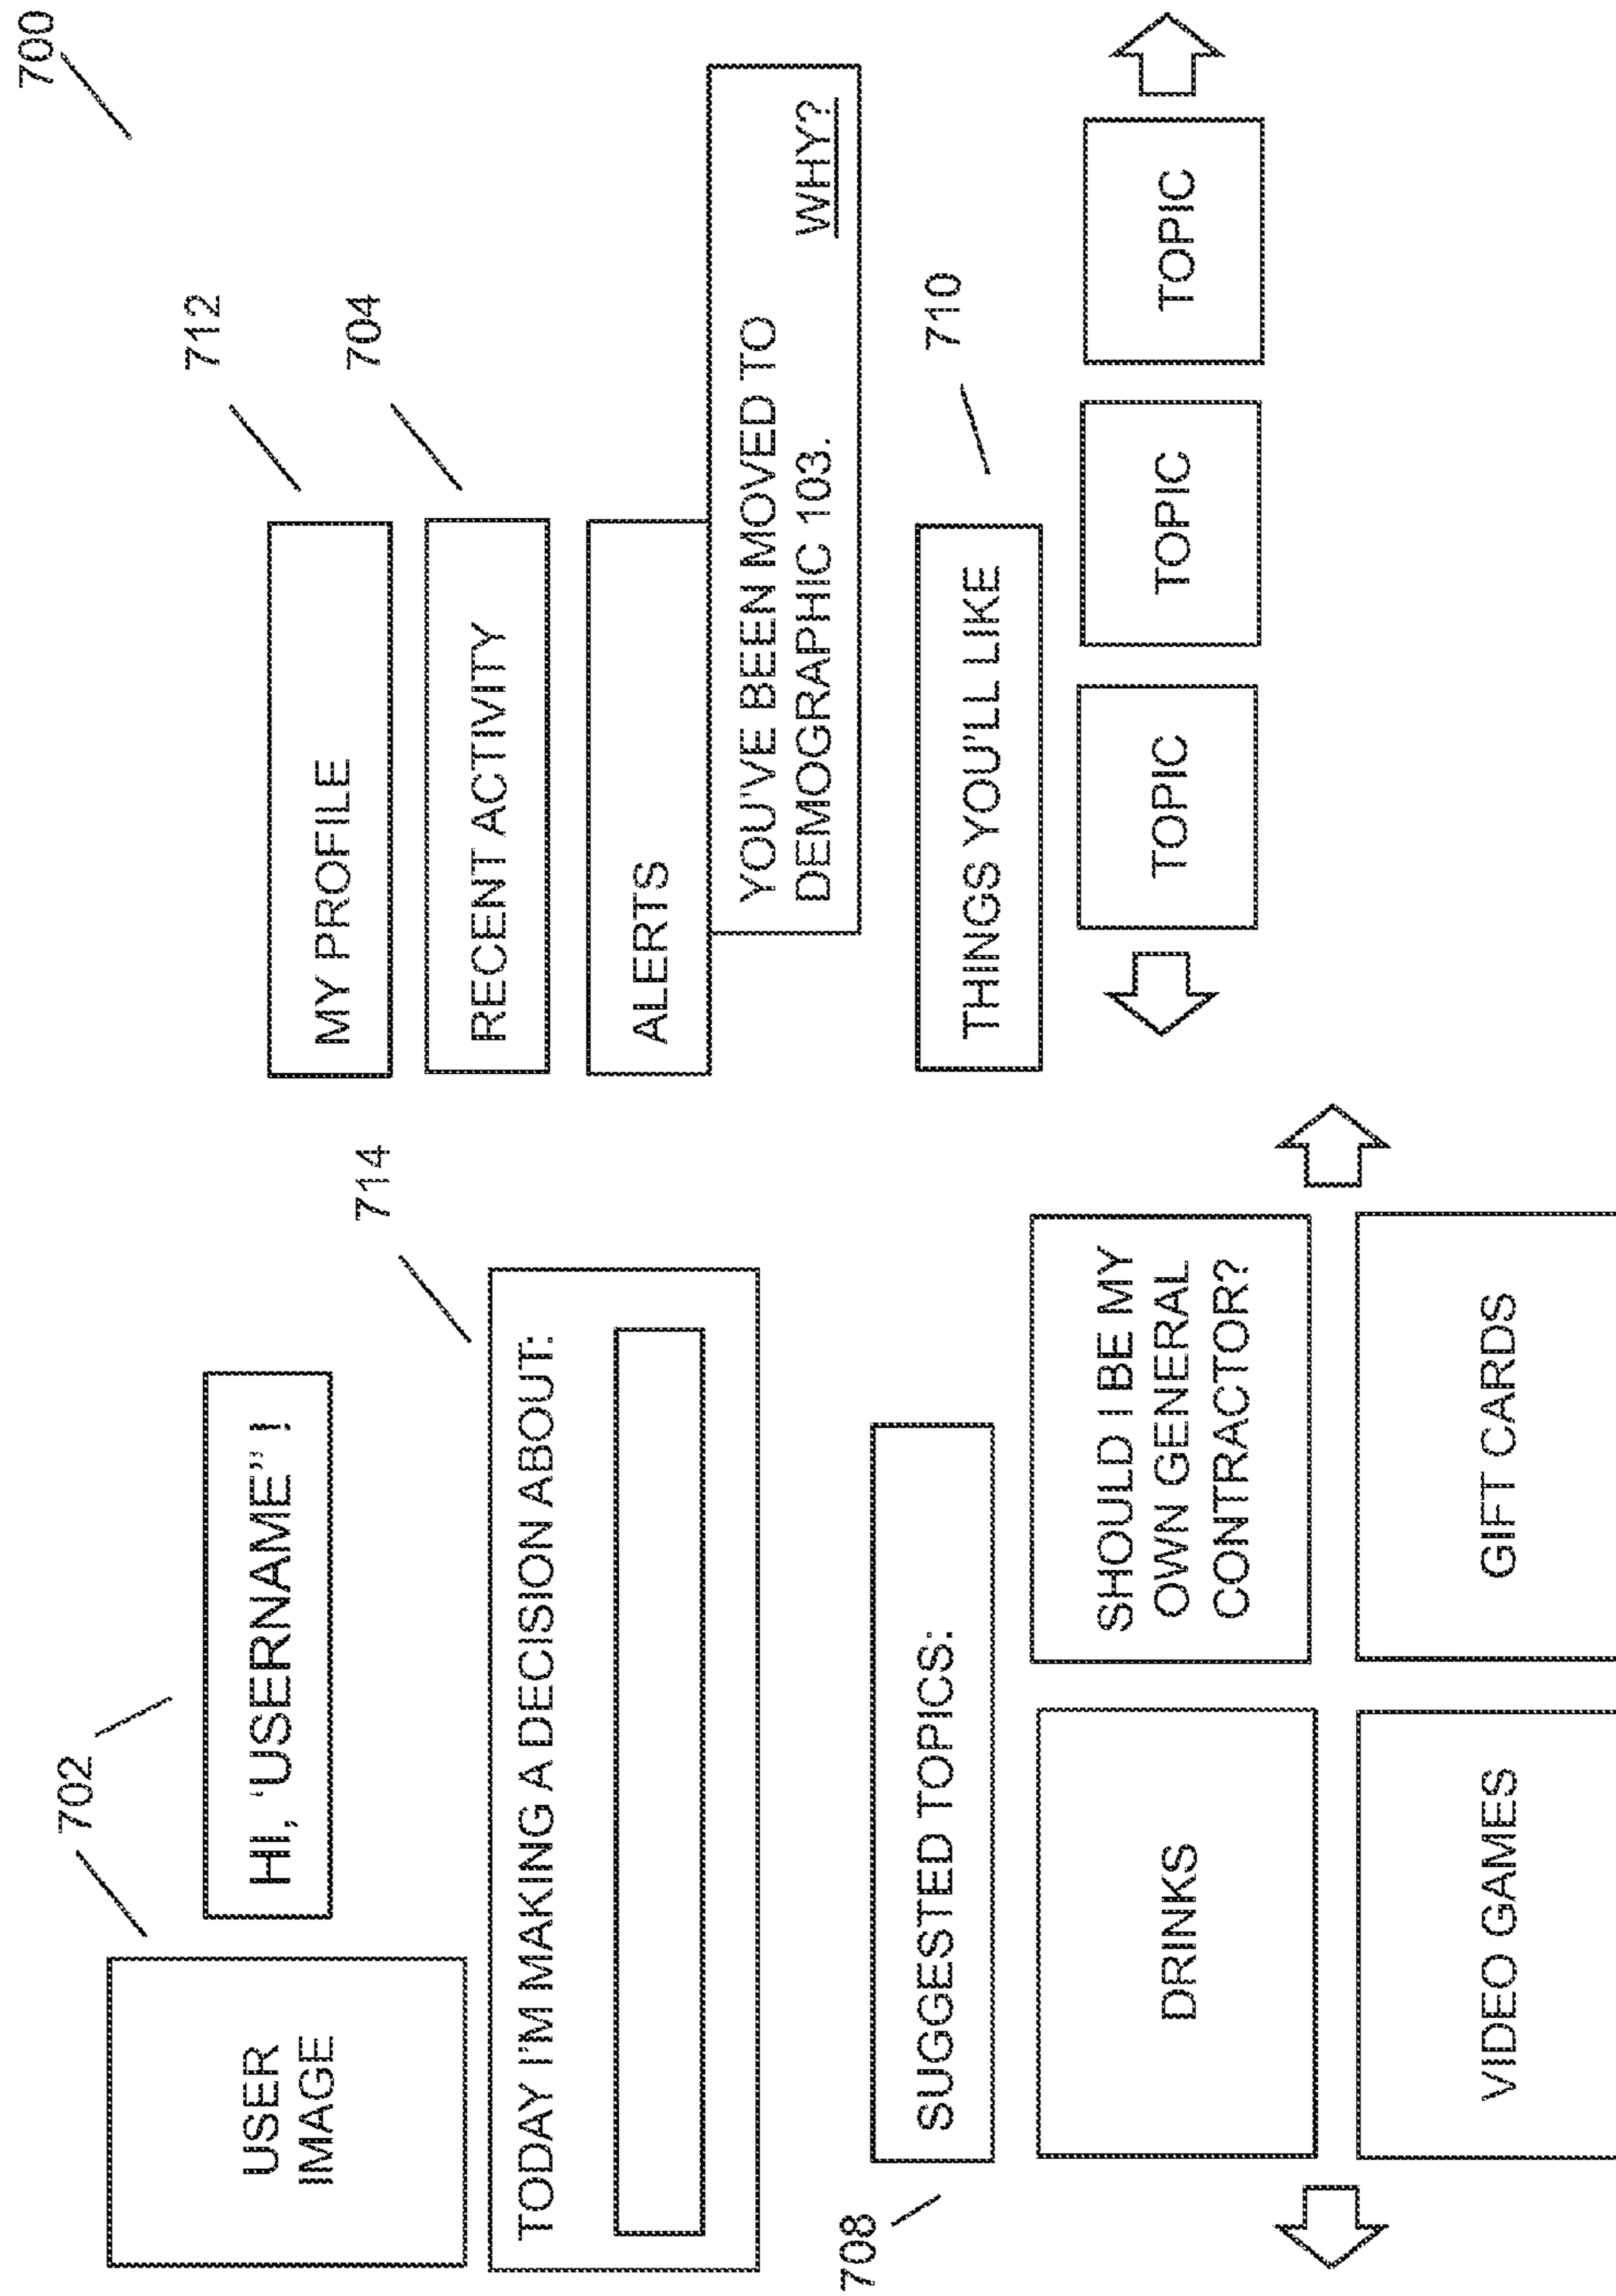 700
702
USER
IMAGE
HI, ‘USERNAME” !
714
TODAY I’M MAKING A DECISION ABOUT:
708
SUGGESTED TOPICS:
DRINKS
SHOULD I BE MY
OWN GENERAL
CONTRACTOR?
VIDEO GAMES
GIFT CARDS
712
MY PROFILE
704
RECENT ACTIVITY
ALERTS
YOU’VE BEEN MOVED TO
DEMOGRAPHIC 103.
WHY?
710
THINGS YOU’LL LIKE
TOPIC
TOPIC
TOPIC